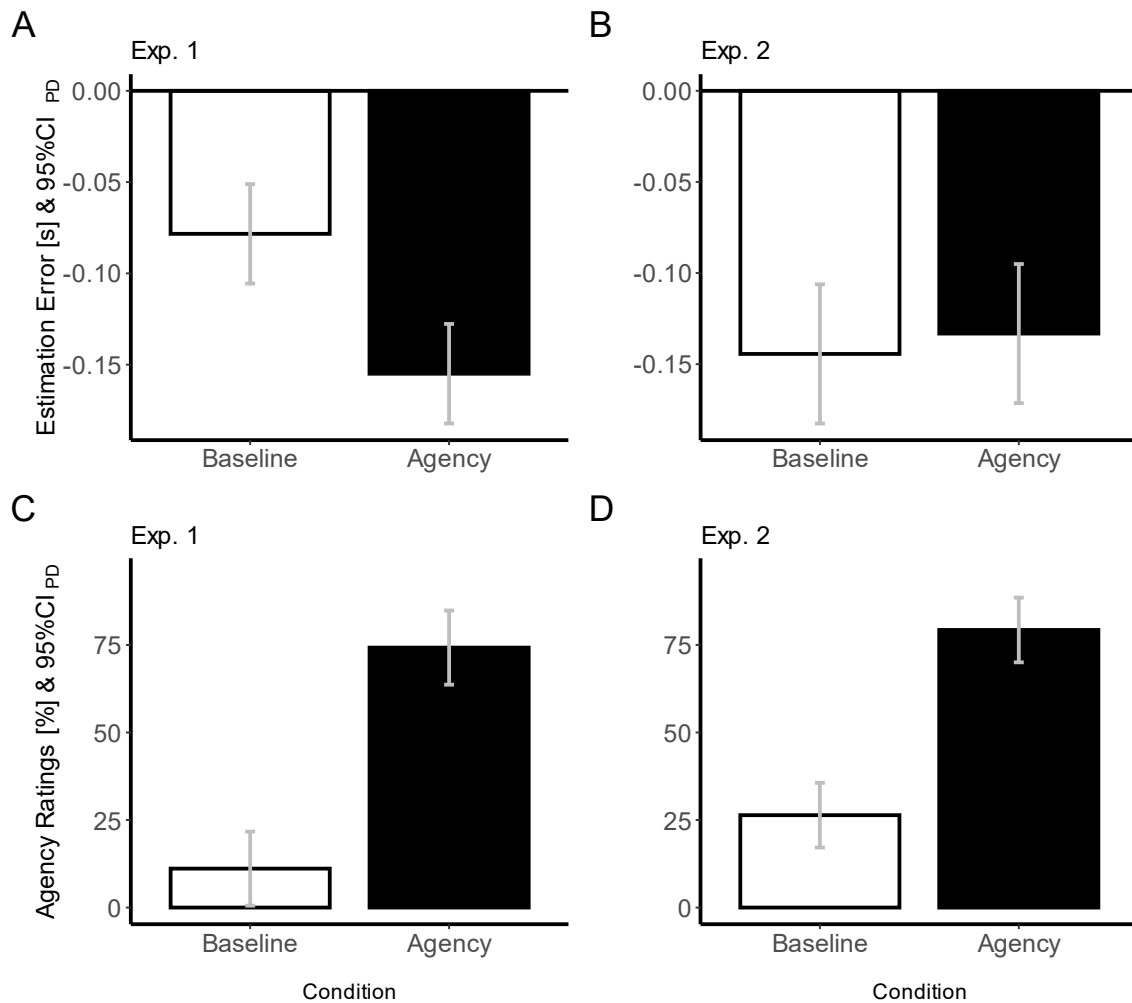 A
Exp. 1
Estimation Error [s] & 95%CI PD
0.00
-0.05
-0.10
-0.15
Baseline Agency
B
Exp. 2
0.00
-0.05
-0.10
-0.15
Baseline Agency
C
Exp. 1
Agency Ratings [%] & 95%CI PD
75
50
25
0
Baseline Agency
Condition
D
Exp. 2
75
50
25
0
Baseline Agency
Condition